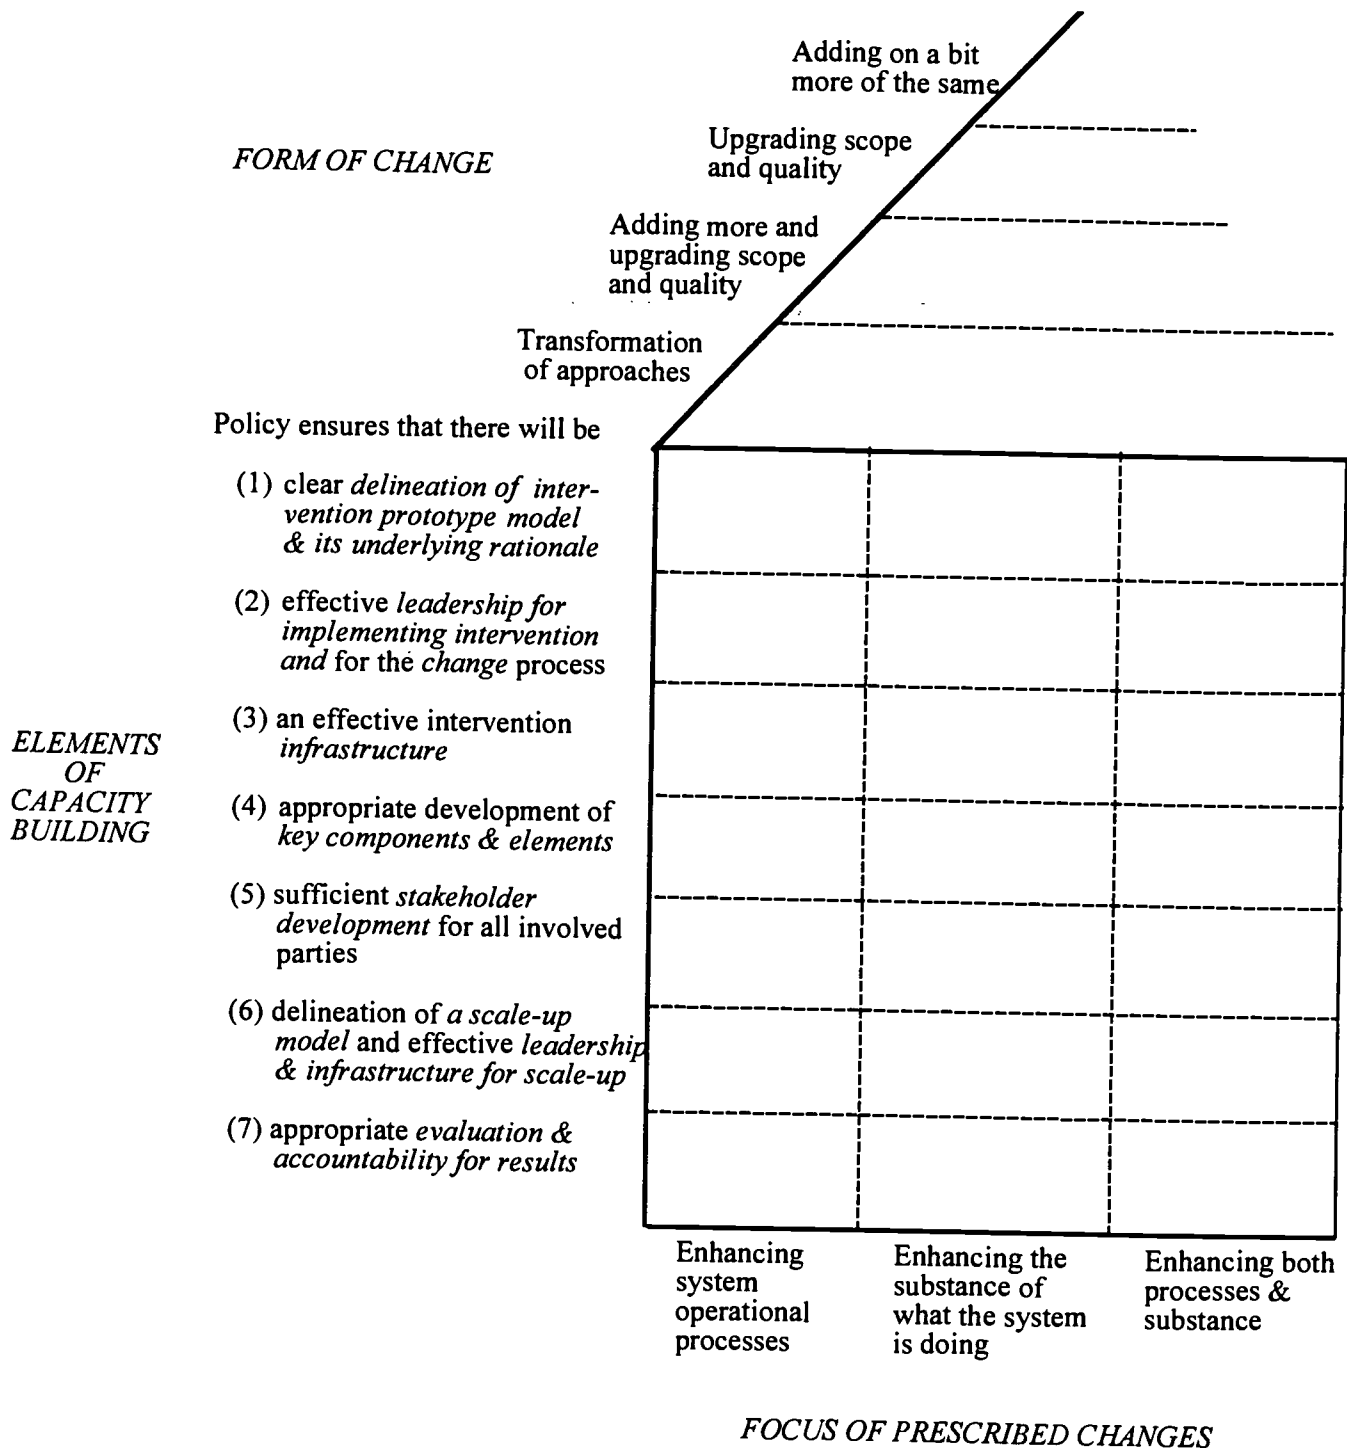 Adding on a bit
more of the same
FORM OF CHANGE
Upgrading scope
and quality
Adding more and
upgrading scope
and quality
Transformation
of approaches
Policy ensures that there will be
(1) clear delineation of inter-
vention prototype model
& its underlying rationale
(2) effective leadership for
implementing intervention
and for the change process
(3) an effective intervention
infrastructure
ELEMENTS
OF
CAPACITY
BUILDING
(4) appropriate development of
key components & elements
(5) sufficient stakeholder
development for all involved
parties
(6) delineation of a scale-up
model and effective leadership
& infrastructure for scale-up
(7) appropriate evaluation &
accountability for results
Enhancing
system
operational
processes
Enhancing the
substance of
what the system
is doing
Enhancing both
processes &
substance
FOCUS OF PRESCRIBED CHANGES